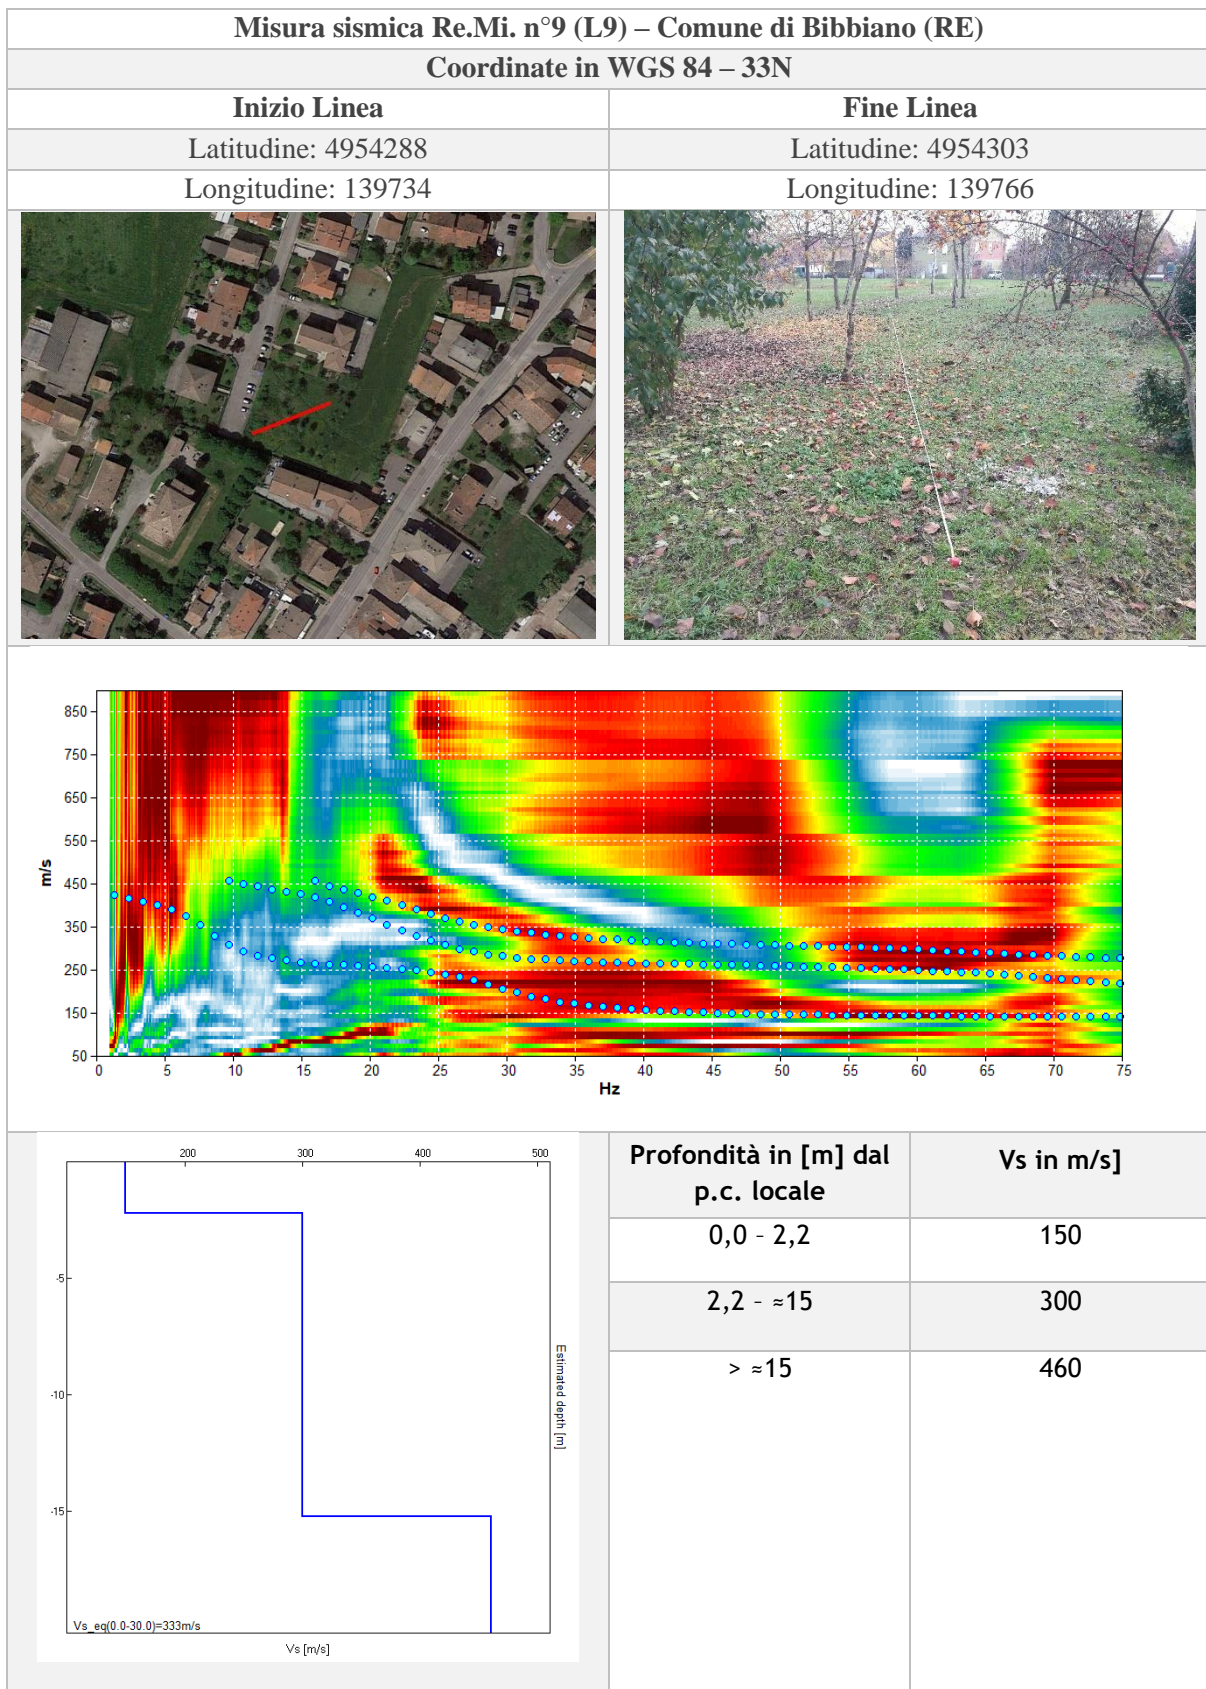 Misura sismica Re.Mi. n°9 (L9) – Comune di Bibbiano (RE)
Coordinate in WGS 84 – 33N
Inizio Linea
Fine Linea
Latitudine: 4954288
Latitudine: 4954303
Longitudine: 139734
Longitudine: 139766
850
750
650
550
450
350
250
150
50
m/s
0 5 10 15 20 25 30 35 40 45 50 55 60 65 70 75
Hz
200 300 400 500
-5
-10
-15
Estimated depth [m]
Vs_eq(0.0-30.0)=333m/s
Vs [m/s]
Profondità in [m] dal
p.c. locale
Vs in m/s]
0,0 – 2,2
150
2,2 – ≈15
300
> ≈15
460